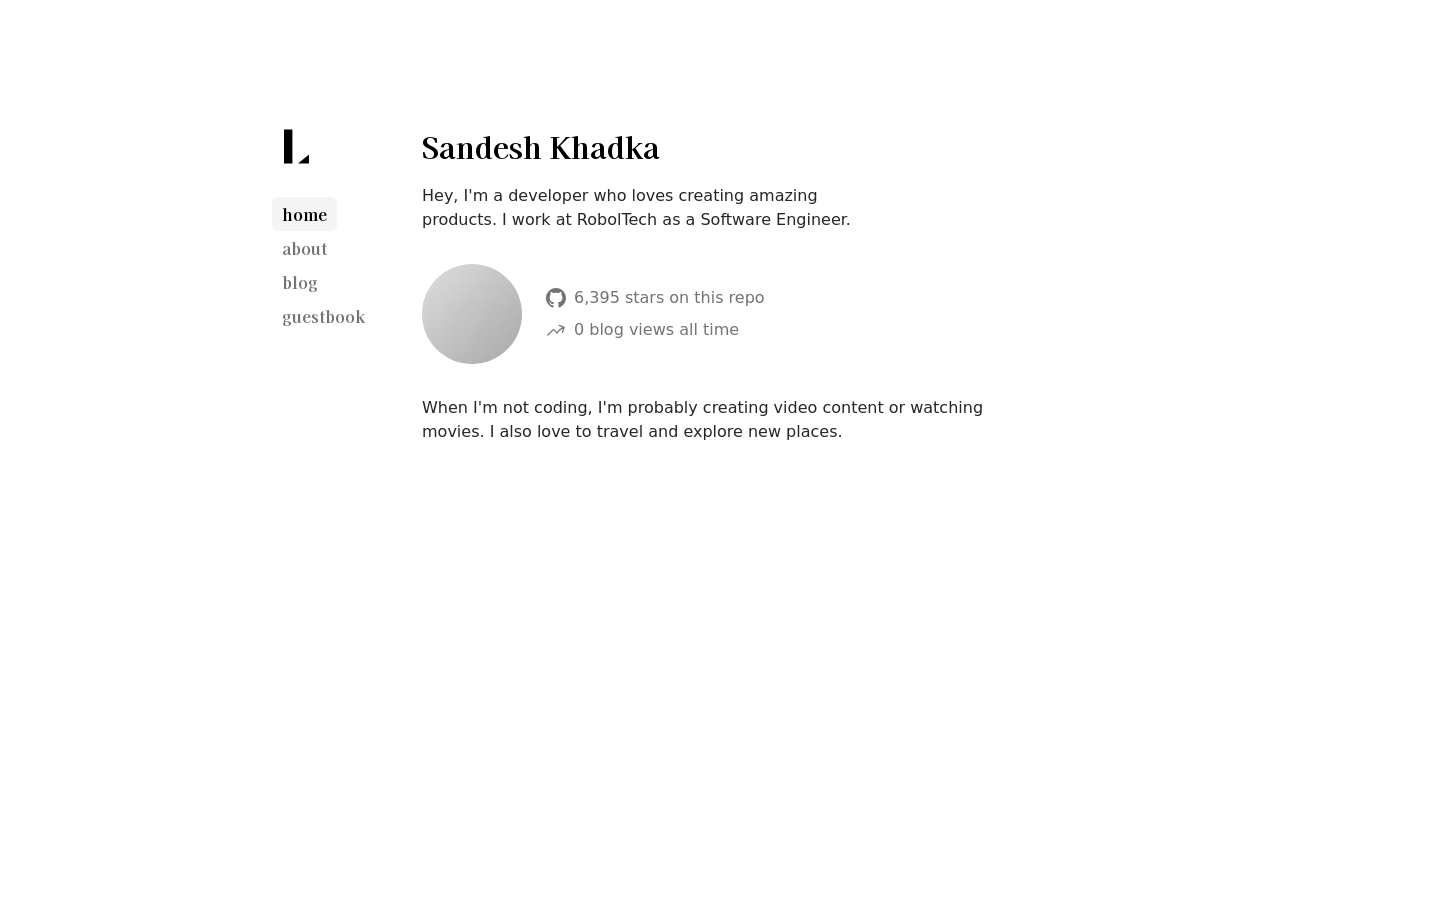 L
home
about
blog
guestbook
Sandesh Khadka
Hey, I'm a developer who loves creating amazing
products. I work at RobolTech as a Software Engineer.
6,395 stars on this repo
0 blog views all time
When I'm not coding, I'm probably creating video content or watching
movies. I also love to travel and explore new places.